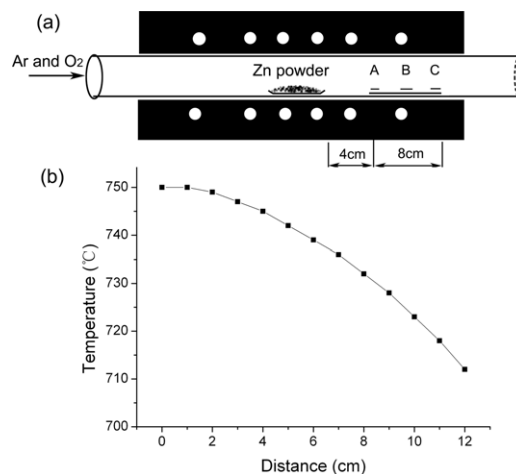 (a)
Ar and O₂
Zn powder
A B C
4cm 8cm
(b)
Temperature (℃)
750
740
730
720
710
700
0 2 4 6 8 10 12
Distance (cm)